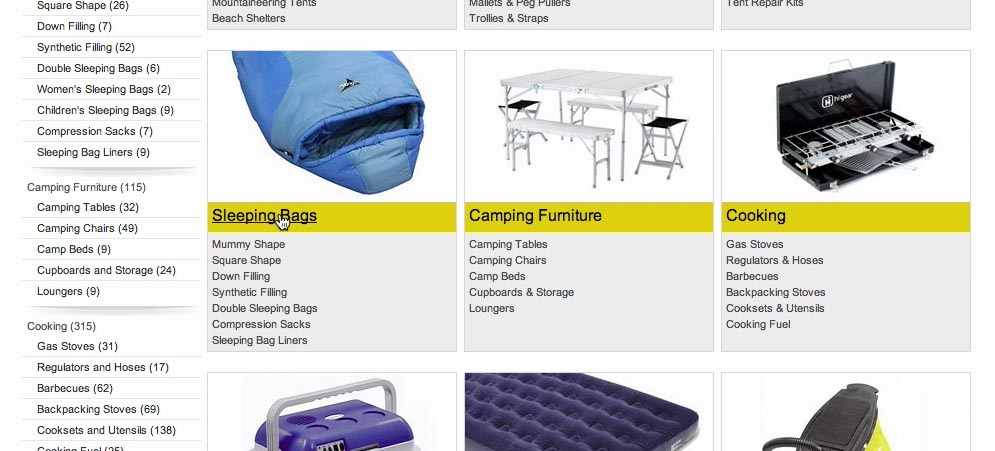 Square Shape (26)
Down Filling (7)
Synthetic Filling (52)
Double Sleeping Bags (6)
Women's Sleeping Bags (2)
Children's Sleeping Bags (9)
Compression Sacks (7)
Sleeping Bag Liners (9)
Camping Furniture (115)
Camping Tables (32)
Camping Chairs (49)
Camp Beds (9)
Cupboards and Storage (24)
Loungers (9)
Cooking (315)
Gas Stoves (31)
Regulators and Hoses (17)
Barbecues (62)
Backpacking Stoves (69)
Cooksets and Utensils (138)
Cooking Fuel (25)
Mountaineering Tents
Beach Shelters
Mallets & Peg Pullers
Trollies & Straps
Tent Repair Kits
Sleeping Bags
Mummy Shape
Square Shape
Down Filling
Synthetic Filling
Double Sleeping Bags
Compression Sacks
Sleeping Bag Liners
Camping Furniture
Camping Tables
Camping Chairs
Camp Beds
Cupboards & Storage
Loungers
hi gear
Cooking
Gas Stoves
Regulators & Hoses
Barbecues
Backpacking Stoves
Cooksets & Utensils
Cooking Fuel